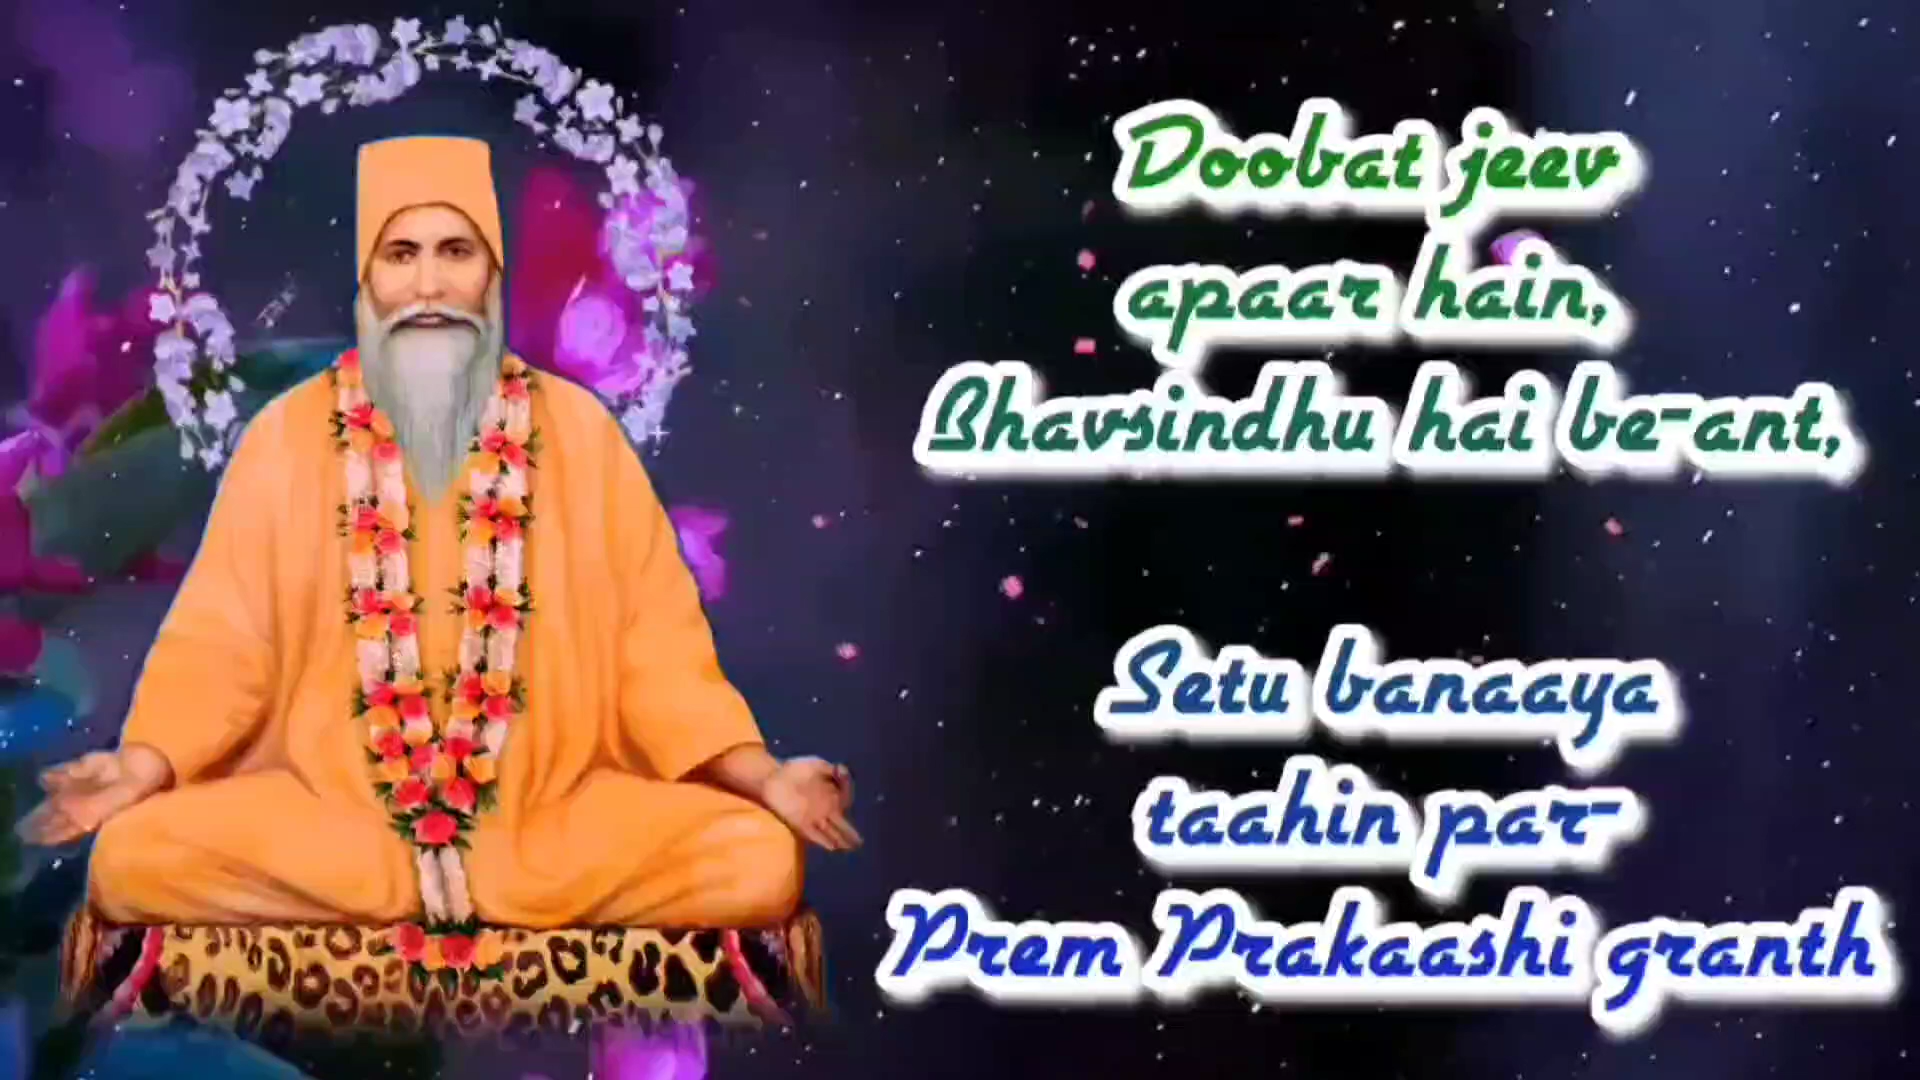 Doobat jeev
apaar hain,
Bhavsindhu hai be-ant,
Setu banaaya
taahin par-
Prem Prakaashi granth